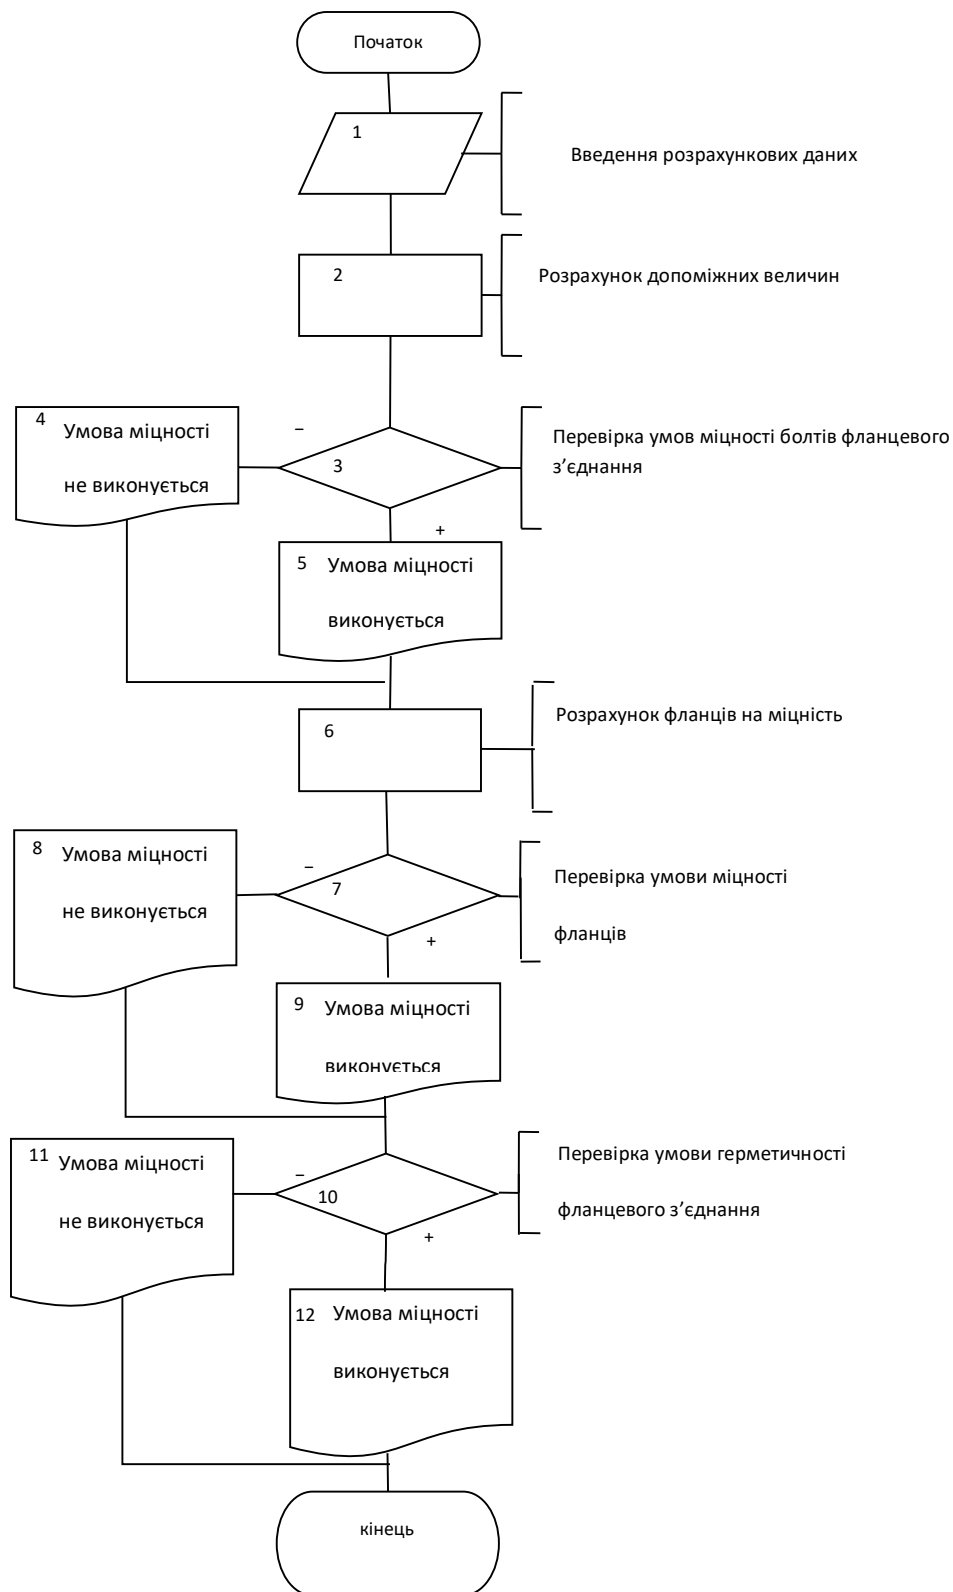 Початок
1
Введення розрахункових даних
2
Розрахунок допоміжних величин
4
Умова міцності
не виконується
–
3
Перевірка умов міцності болтів фланцевого
з’єднання
+
5
Умова міцності
виконується
6
Розрахунок фланців на міцність
8
Умова міцності
не виконується
–
7
Перевірка умови міцності
фланців
+
9
Умова міцності
виконується
11
Умова міцності
не виконується
–
10
Перевірка умови герметичності
фланцевого з’єднання
+
12
Умова міцності
виконується
кінець